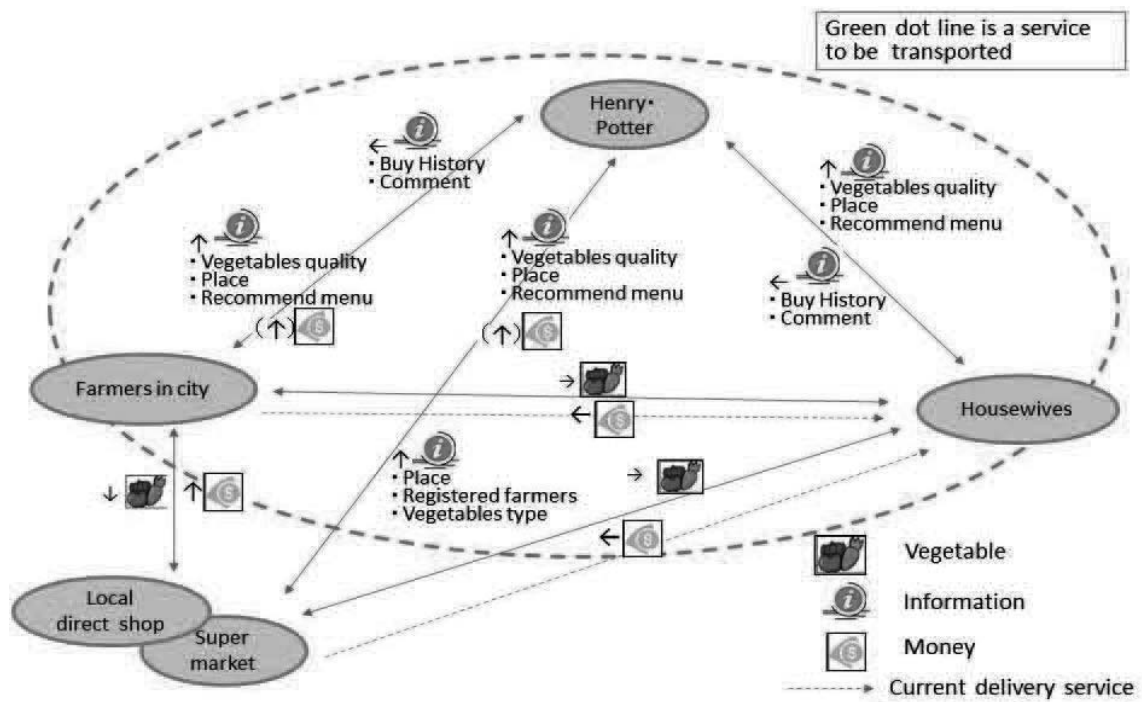 Green dot line is a service
to be transported
Henry・
Potter
←
・Buy History
・Comment
↑
・Vegetables quality
・Place
・Recommend menu
↑
・Vegetables quality
・Place
・Recommend menu
(↑)
↑
・Vegetables quality
・Place
・Recommend menu
(↑)
←
・Buy History
・Comment
Farmers in city
→
←
Housewives
↑
・Place
・Registered farmers
・Vegetables type
→
↓
↑
←
Local
direct shop
Super
market
Vegetable
Information
Money
Current delivery service